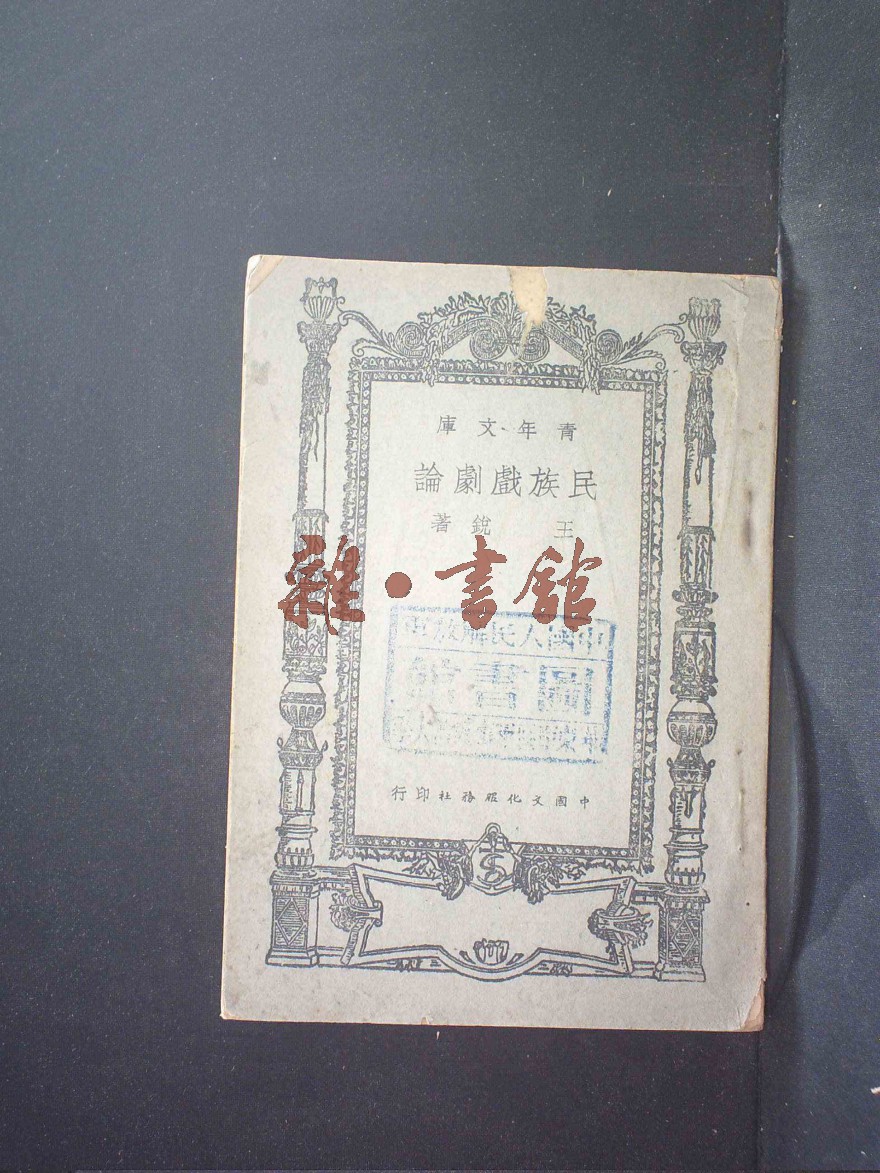 青年文庫
民族戲劇論
王銳著
雜·書舘
中國人民解放軍
圖書館
中國文化服務社印行